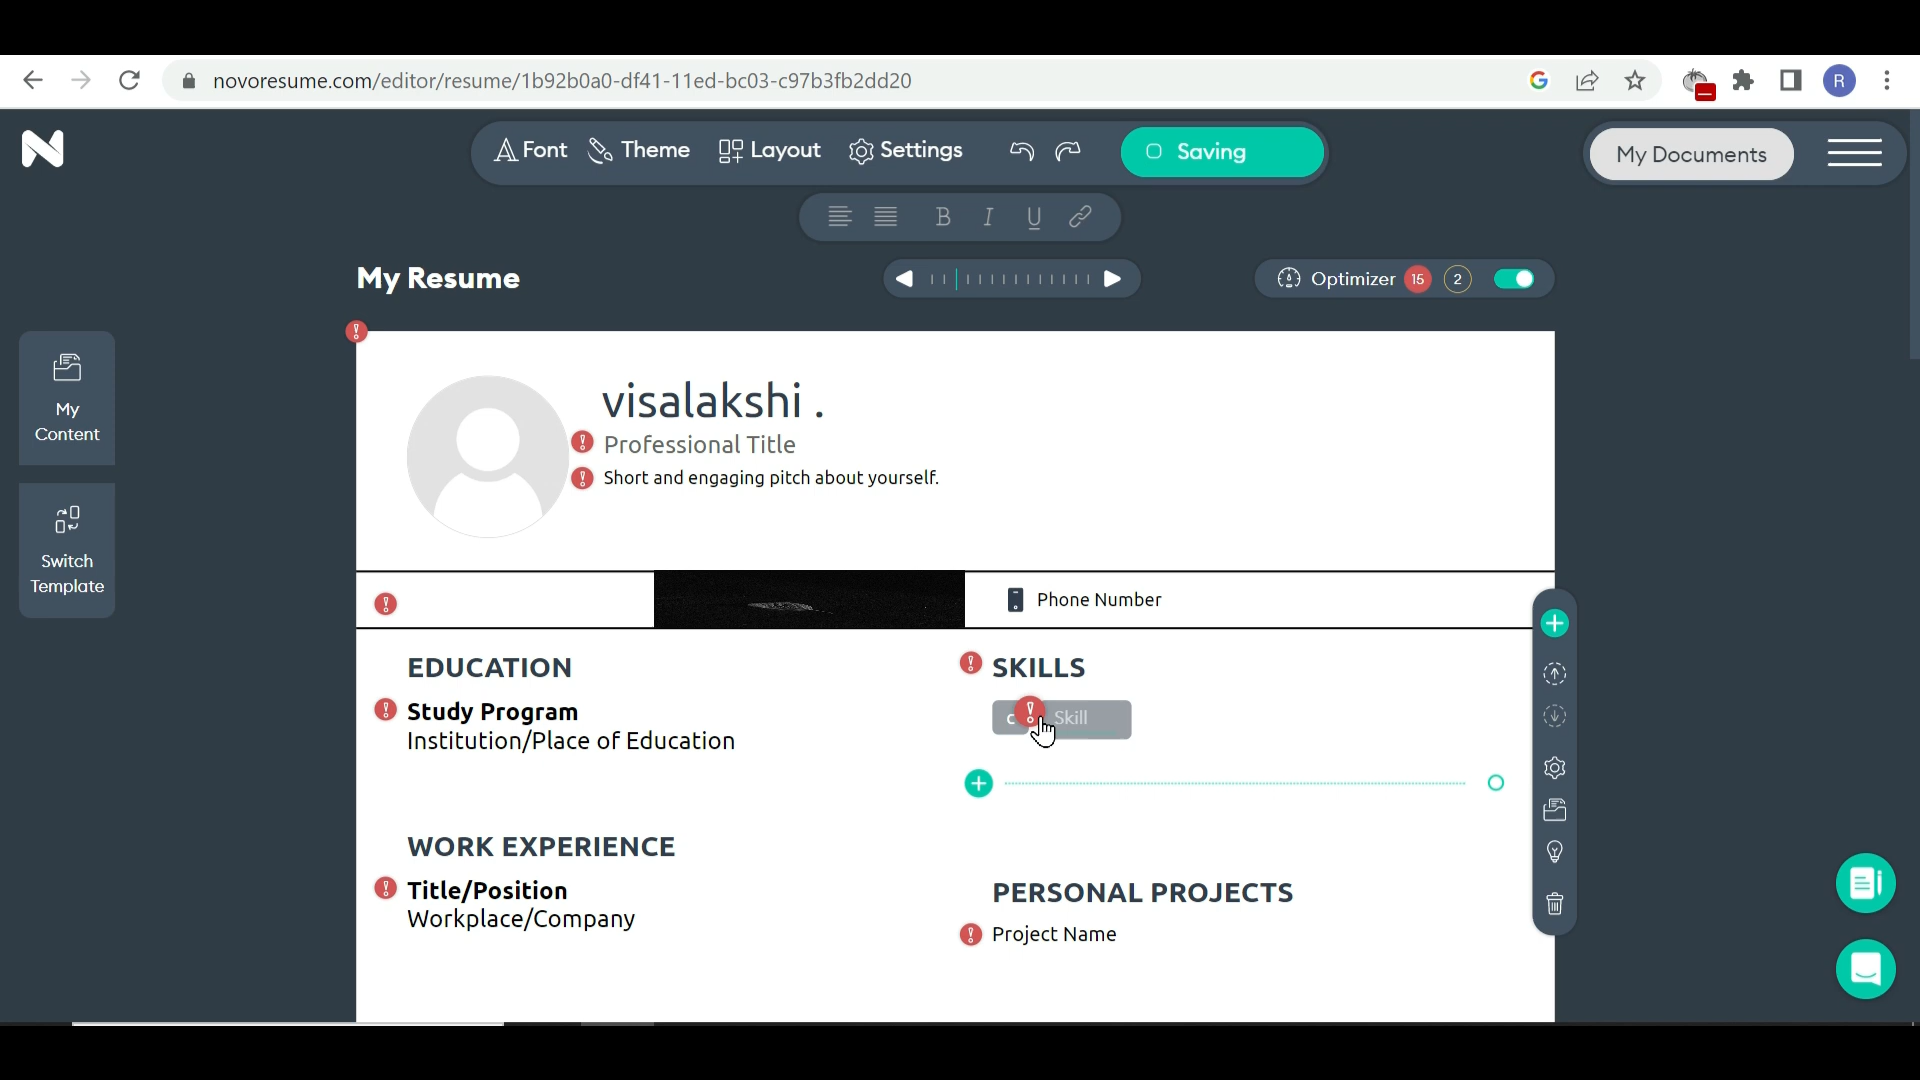 novoresume.com/editor/resume/1b92b0a0-df41-11ed-bc03-c97b3fb2dd20
R
Font Theme Layout Settings Saving My Documents
B I U
My Resume
Optimizer 15 2
My
Content
Switch
Template
visalakshi .
Professional Title
Short and engaging pitch about yourself.
Phone Number
EDUCATION
Study Program
Institution/Place of Education
WORK EXPERIENCE
Title/Position
Workplace/Company
SKILLS
c Skill
PERSONAL PROJECTS
Project Name